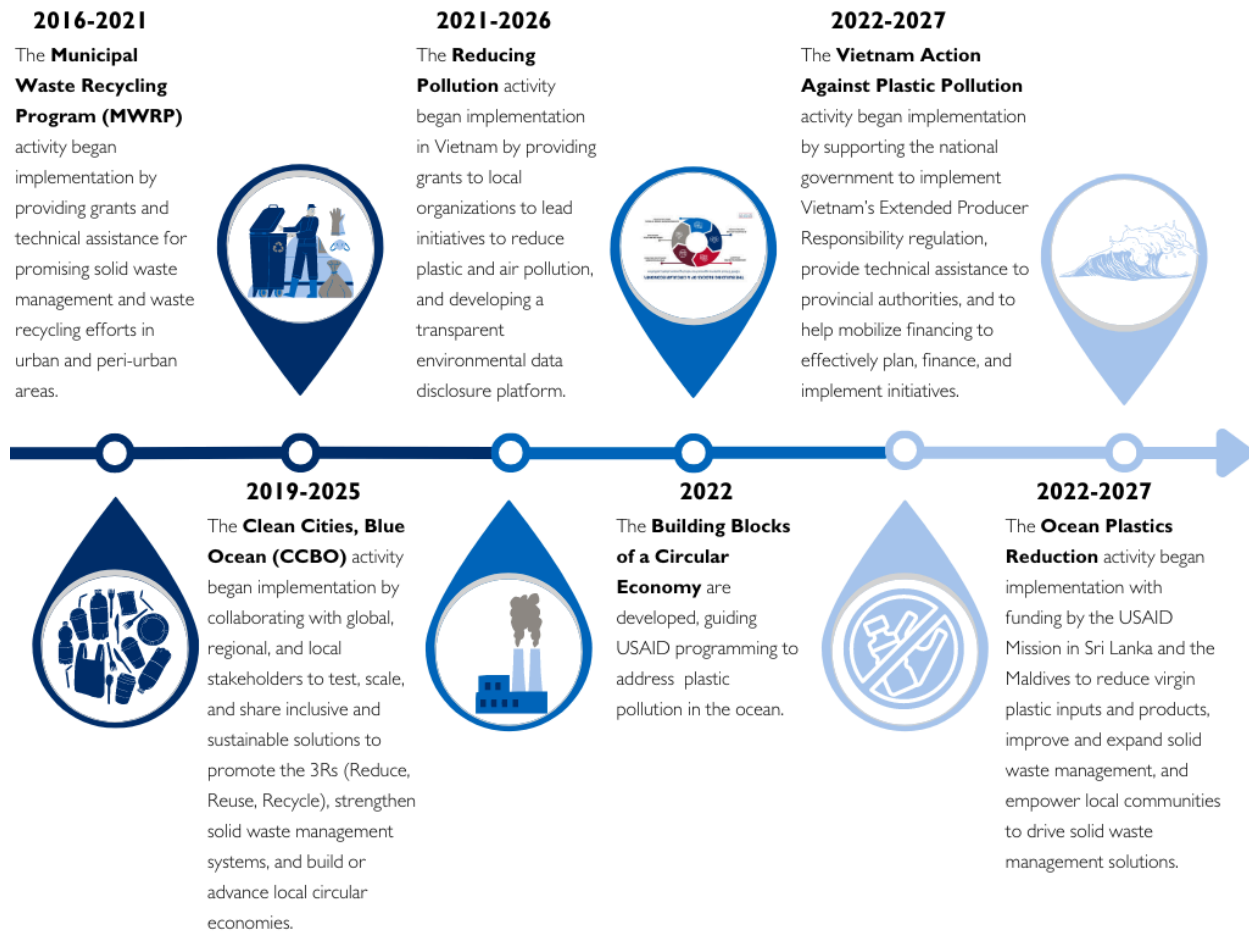 2016-2021
The Municipal
Waste Recycling
Program (MWRP)
activity began
implementation by
providing grants and
technical assistance for
promising solid waste
management and waste
recycling efforts in
urban and peri-urban
areas.
2019-2025
The Clean Cities, Blue
Ocean (CCBO) activity
began implementation by
collaborating with global,
regional, and local
stakeholders to test, scale,
and share inclusive and
sustainable solutions to
promote the 3Rs (Reduce,
Reuse, Recycle), strengthen
solid waste management
systems, and build or
advance local circular
economies.
2021-2026
The Reducing
Pollution activity
began implementation
in Vietnam by providing
grants to local
organizations to lead
initiatives to reduce
plastic and air pollution,
and developing a
transparent
environmental data
disclosure platform.
2022
The Building Blocks
of a Circular
Economy are
developed, guiding
USAID programming to
address plastic
pollution in the ocean.
2022-2027
The Vietnam Action
Against Plastic Pollution
activity began implementation
by supporting the national
government to implement
Vietnam's Extended Producer
Responsibility regulation,
provide technical assistance to
provincial authorities, and to
help mobilize financing to
effectively plan, finance, and
implement initiatives.
2022-2027
The Ocean Plastics
Reduction activity began
implementation with
funding by the USAID
Mission in Sri Lanka and the
Maldives to reduce virgin
plastic inputs and products,
improve and expand solid
waste management, and
empower local communities
to drive solid waste
management solutions.
THE BUILDING BLOCKS OF A CIRCULAR ECONOMY